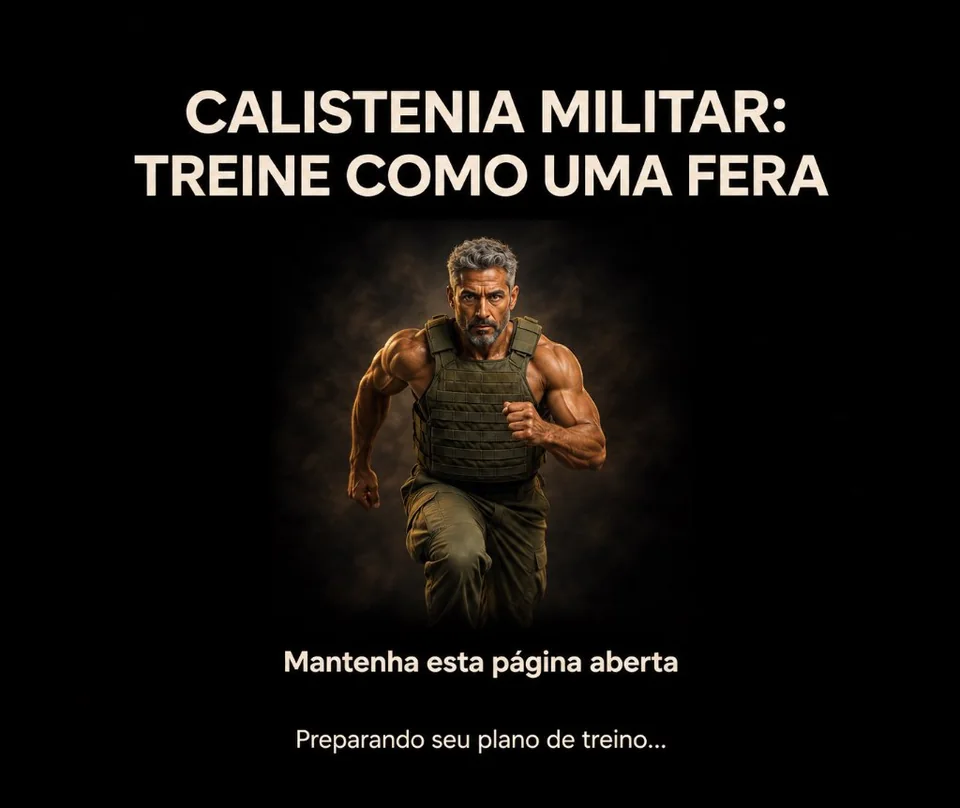 CALISTENIA MILITAR:
TREINE COMO UMA FERA
Mantenha esta página aberta
Preparando seu plano de treino...